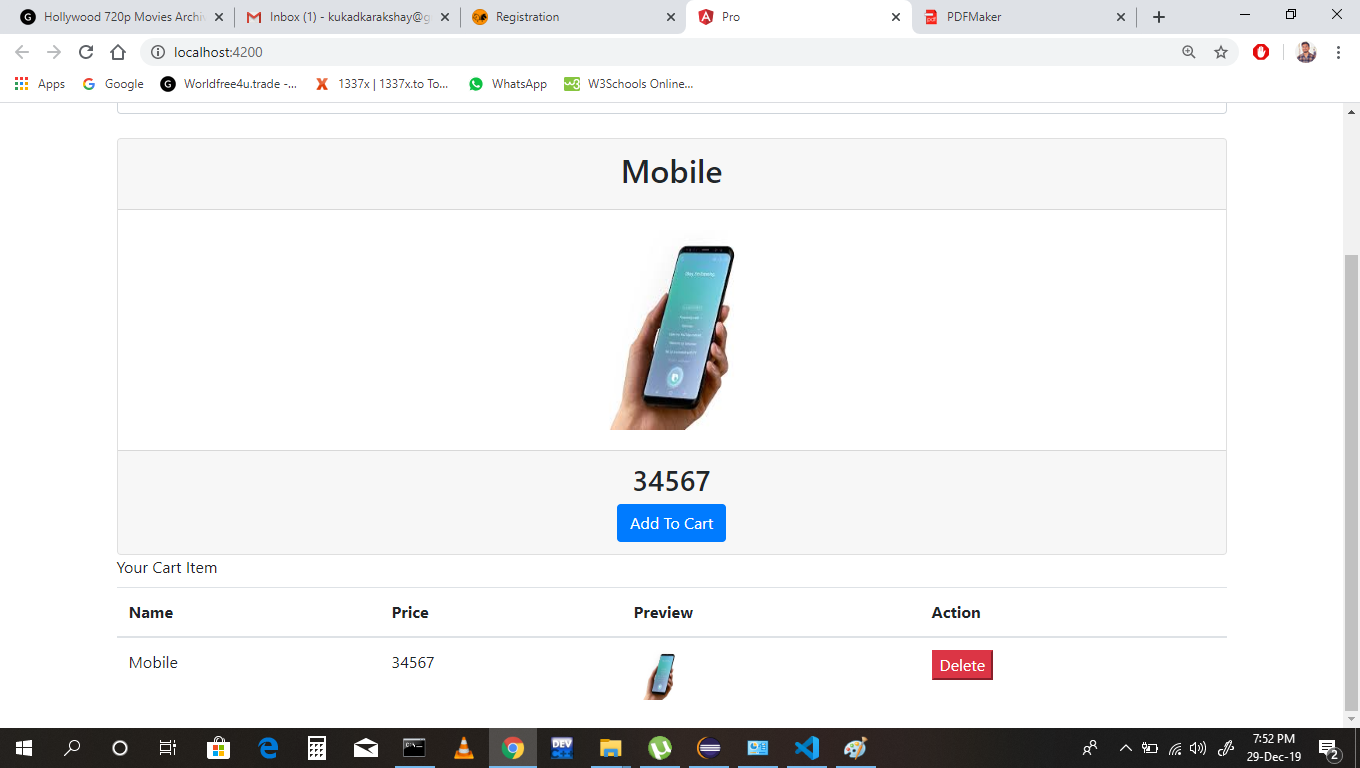 Hollywood 720p Movies Archiv
Inbox (1) - kukadkarakshay@g
Registration
Pro
PDFMaker
localhost:4200
Apps
Google
Worldfree4u.trade -...
1337x | 1337x.to To...
WhatsApp
W3Schools Online...
Mobile
34567
Add To Cart
Your Cart Item
Name Price Preview Action
Mobile 34567 Delete
DEV
7:52 PM
29-Dec-19
2